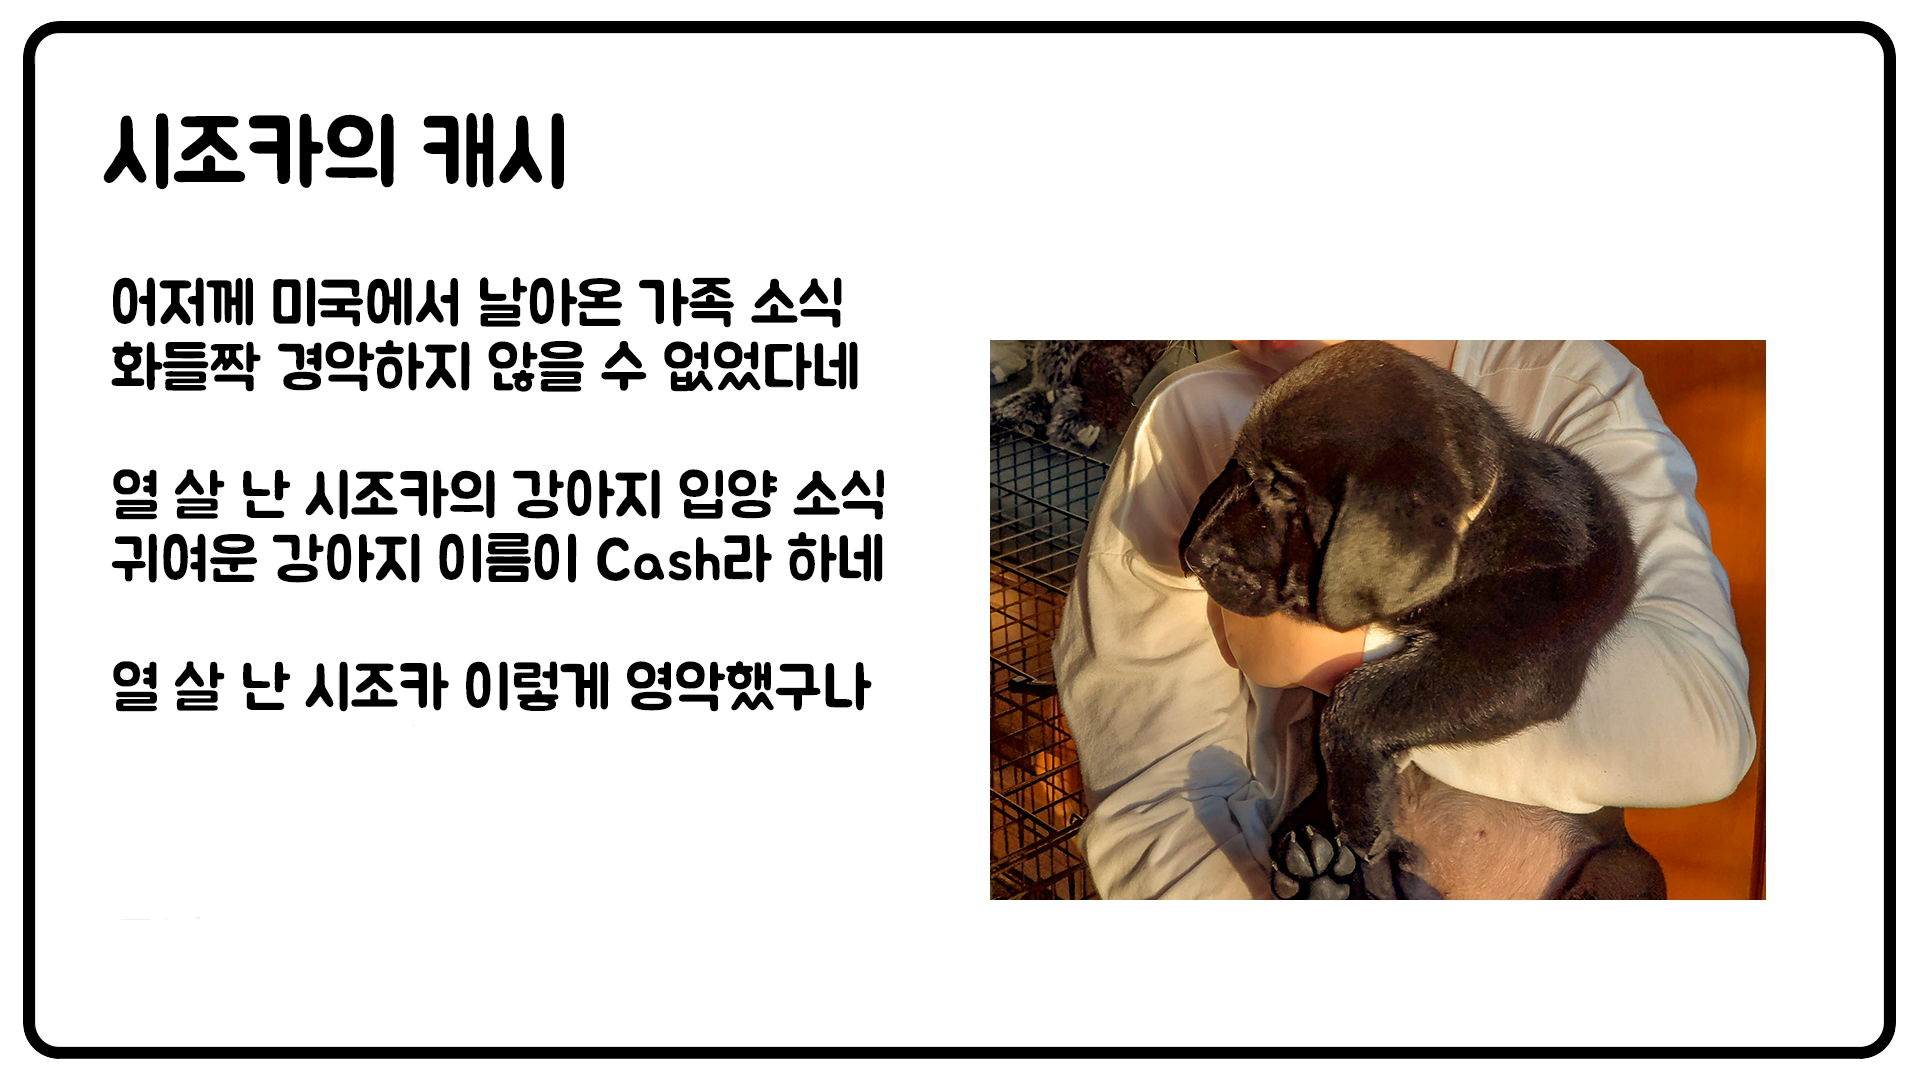 시조카의 캐시
어저께 미국에서 날아온 가족 소식
화들짝 경악하지 않을 수 없었다네
열 살 난 시조카의 강아지 입양 소식
귀여운 강아지 이름이 Cash라 하네
열 살 난 시조카 이렇게 영악했구나